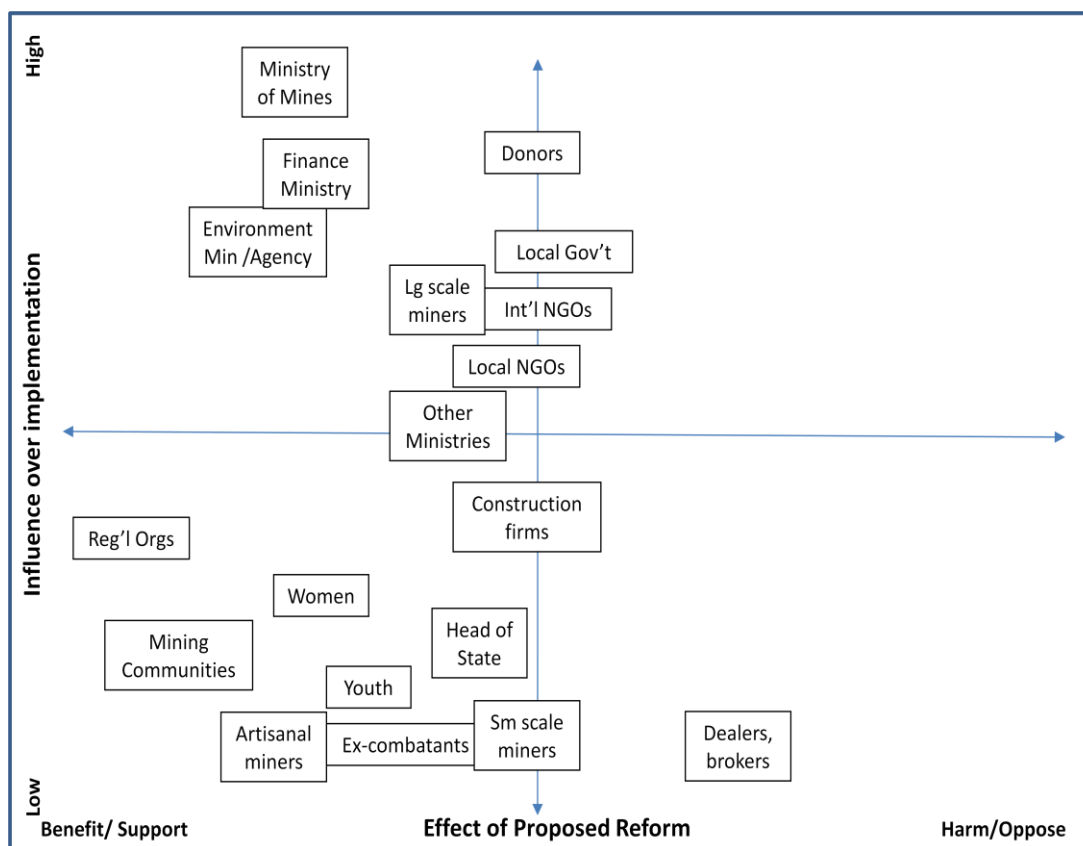 High
Ministry
of Mines
Donors
Finance
Ministry
Environment
Min /Agency
Local Gov’t
Lg scale
miners
Int’l NGOs
Local NGOs
Other
Ministries
Influence over implementation
Construction
firms
Reg’l Orgs
Women
Head of
State
Mining
Communities
Youth
Artisanal
miners
Ex-combatants
Sm scale
miners
Dealers,
brokers
Low
Benefit/ Support
Effect of Proposed Reform
Harm/Oppose